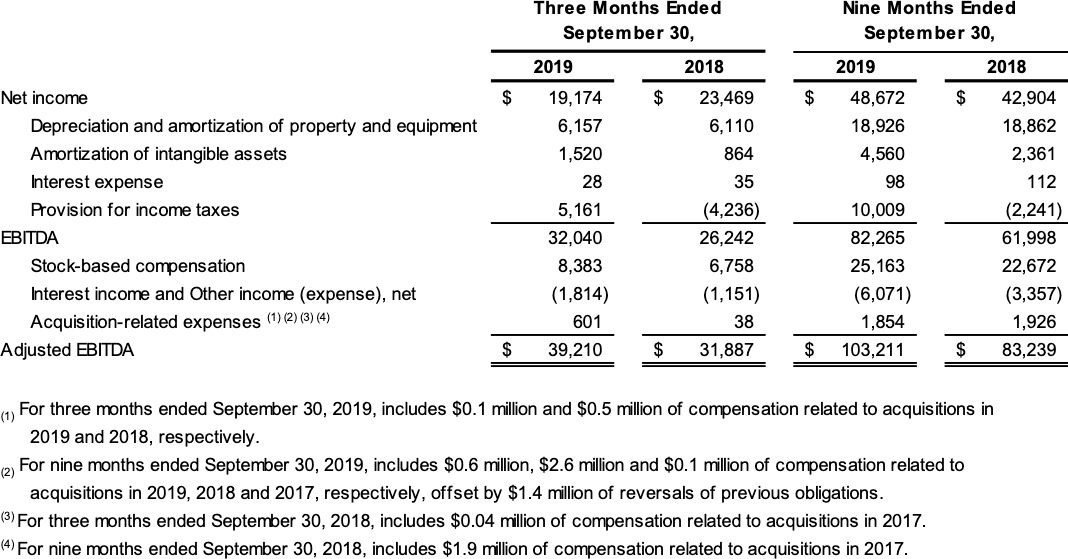 Three Months Ended Nine Months Ended
September 30, September 30,
2019 2018 2019 2018
Net income $ 19,174 $ 23,469 $ 48,672 $ 42,904
Depreciation and amortization of property and equipment 6,157 6,110 18,926 18,862
Amortization of intangible assets 1,520 864 4,560 2,361
Interest expense 28 35 98 112
Provision for income taxes 5,161 (4,236) 10,009 (2,241)
EBITDA 32,040 26,242 82,265 61,998
Stock-based compensation 8,383 6,758 25,163 22,672
Interest income and Other income (expense), net (1,814) (1,151) (6,071) (3,357)
Acquisition-related expenses (1) (2) (3) (4) 601 38 1,854 1,926
Adjusted EBITDA $ 39,210 $ 31,887 $ 103,211 $ 83,239
(1) For three months ended September 30, 2019, includes $0.1 million and $0.5 million of compensation related to acquisitions in
2019 and 2018, respectively.
(2) For nine months ended September 30, 2019, includes $0.6 million, $2.6 million and $0.1 million of compensation related to
acquisitions in 2019, 2018 and 2017, respectively, offset by $1.4 million of reversals of previous obligations.
(3) For three months ended September 30, 2018, includes $0.04 million of compensation related to acquisitions in 2017.
(4) For nine months ended September 30, 2018, includes $1.9 million of compensation related to acquisitions in 2017.